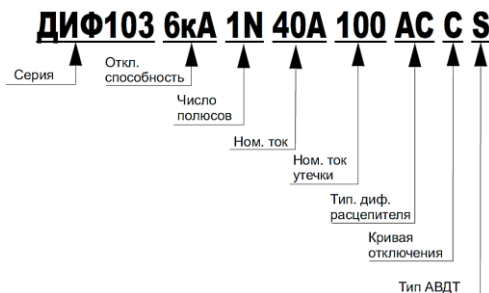 ДИФ103 6кА 1N 40А 100 АС С S
Серия
Откл.
способность
Число
полюсов
Ном. ток
Ном. ток
утечки
Тип. диф.
расцепителя
Кривая
отключения
Тип АВДТ